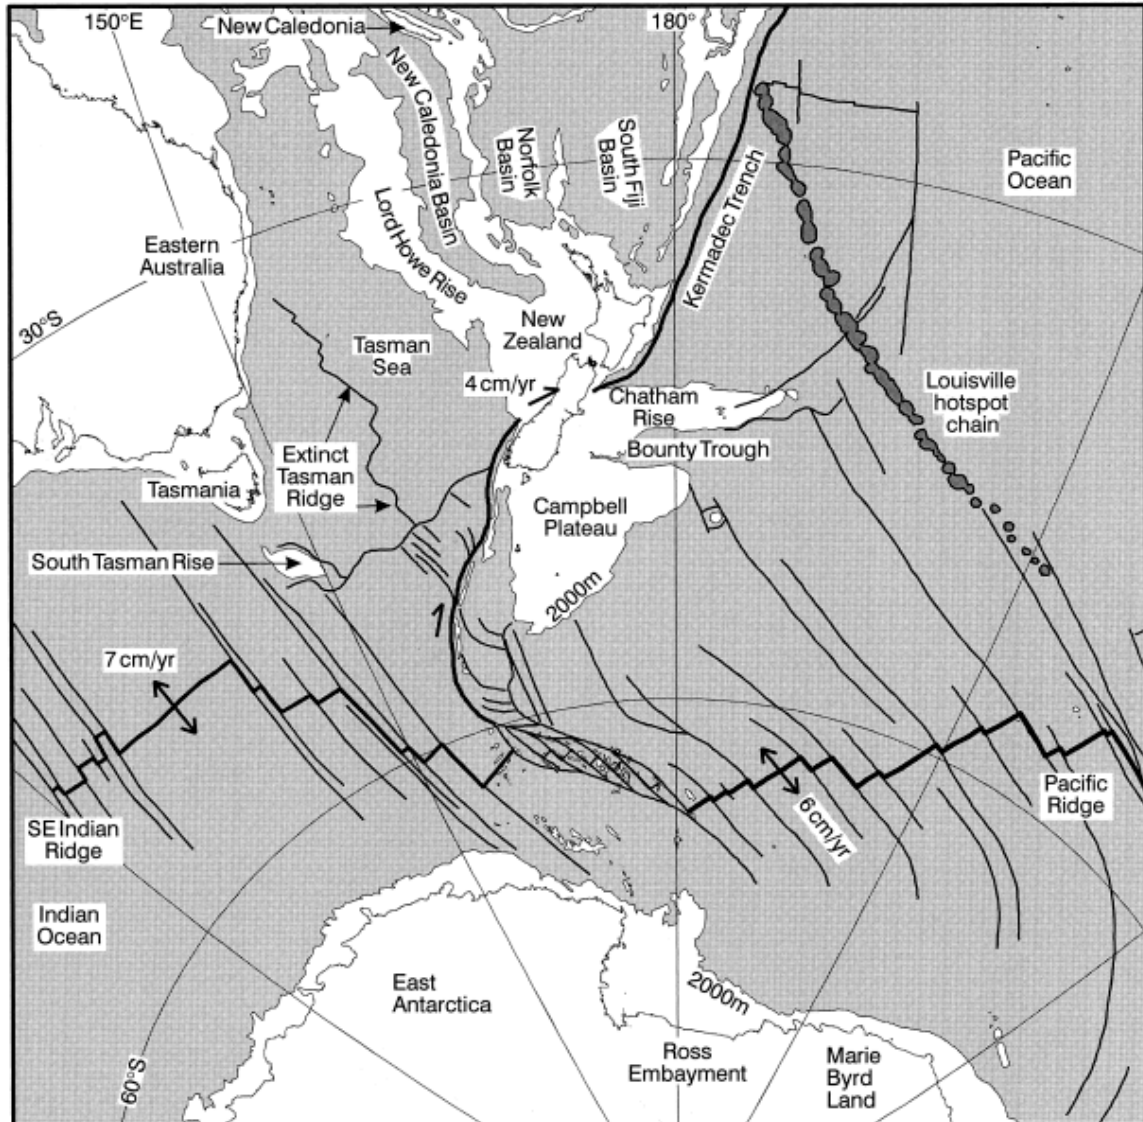 150°E
New Caledonia
180°
New Caledonia Basin
Norfolk
Basin
South Fiji
Basin
Pacific
Ocean
Kermadec Trench
Lord Howe Rise
Eastern
Australia
30°S
New
Zealand
Tasman
Sea
4 cm/yr
Chatham
Rise
Louisville
hotspot
chain
Bounty Trough
Extinct
Tasman
Ridge
Tasmania
Campbell
Plateau
South Tasman Rise
2000m
7 cm/yr
6 cm/yr
Pacific
Ridge
SE Indian
Ridge
Indian
Ocean
East
Antarctica
2000m
60°S
Ross
Embayment
Marie
Byrd
Land